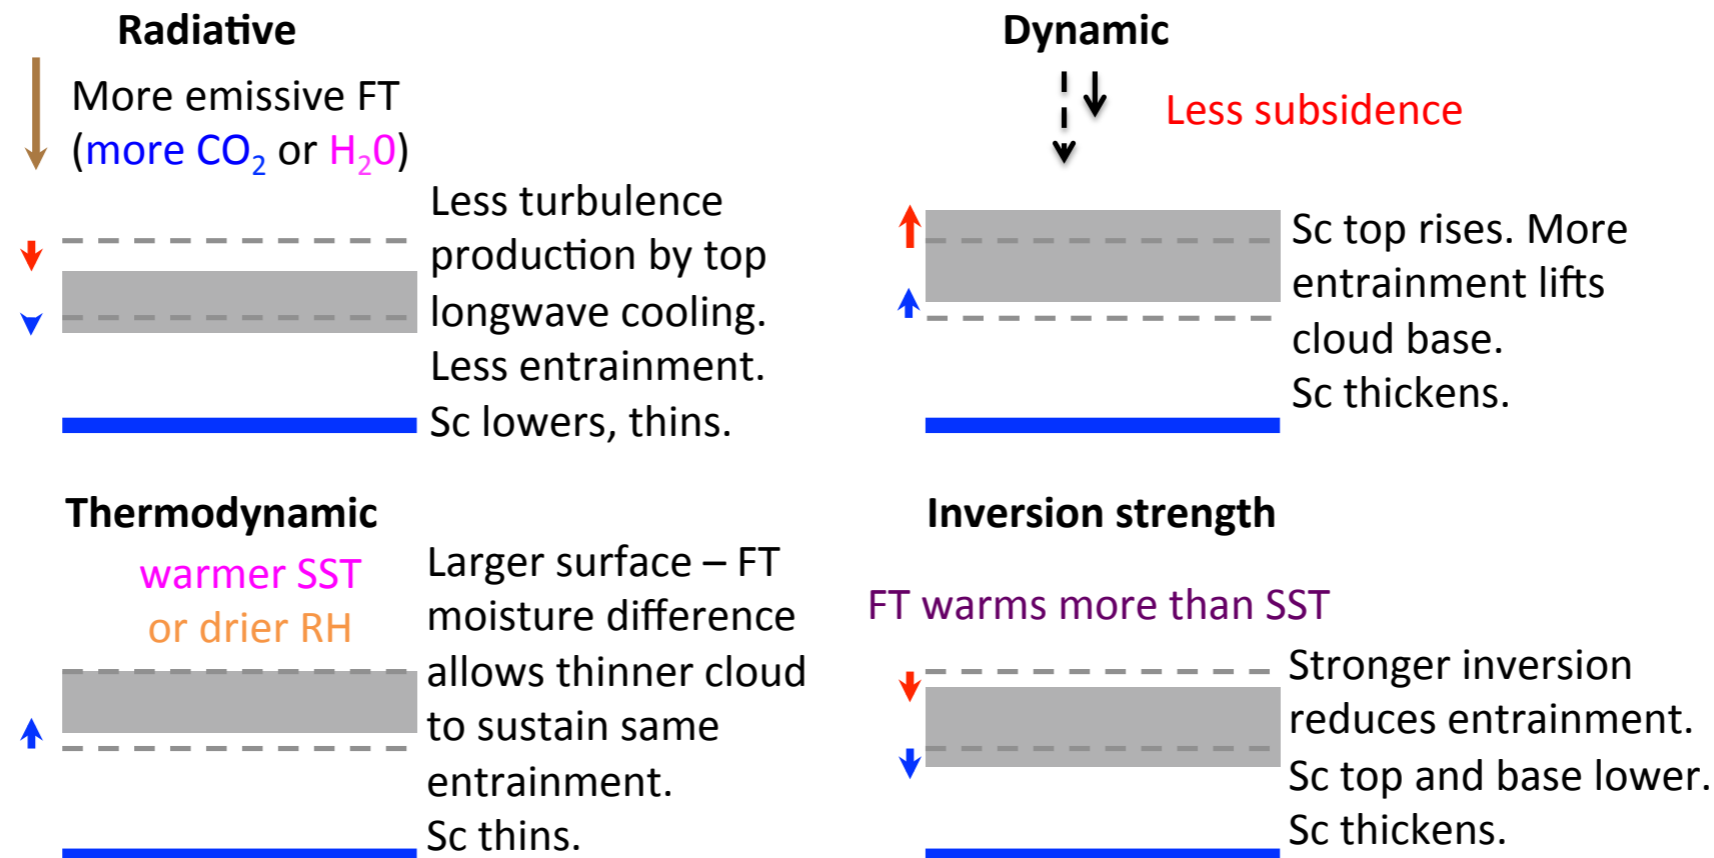 Radiative
More emissive FT
(more CO₂ or H₂0)
Less turbulence
production by top
longwave cooling.
Less entrainment.
Sc lowers, thins.
Dynamic
Less subsidence
Sc top rises. More
entrainment lifts
cloud base.
Sc thickens.
Thermodynamic
warmer SST
or drier RH
Larger surface – FT
moisture difference
allows thinner cloud
to sustain same
entrainment.
Sc thins.
Inversion strength
FT warms more than SST
Stronger inversion
reduces entrainment.
Sc top and base lower.
Sc thickens.